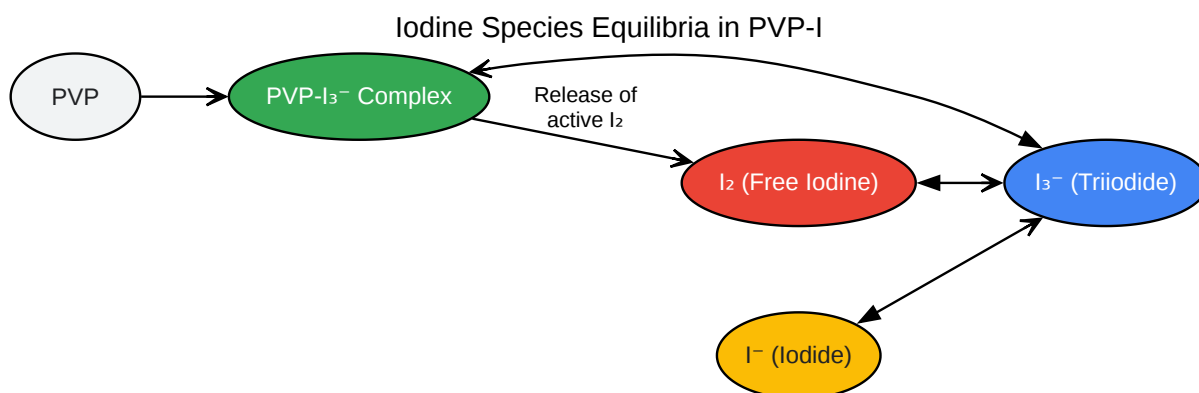 Iodine Species Equilibria in PVP-I
PVP
PVP-I₃⁻ Complex
Release of
active I₂
I₂ (Free Iodine)
I₃⁻ (Triiodide)
I⁻ (Iodide)